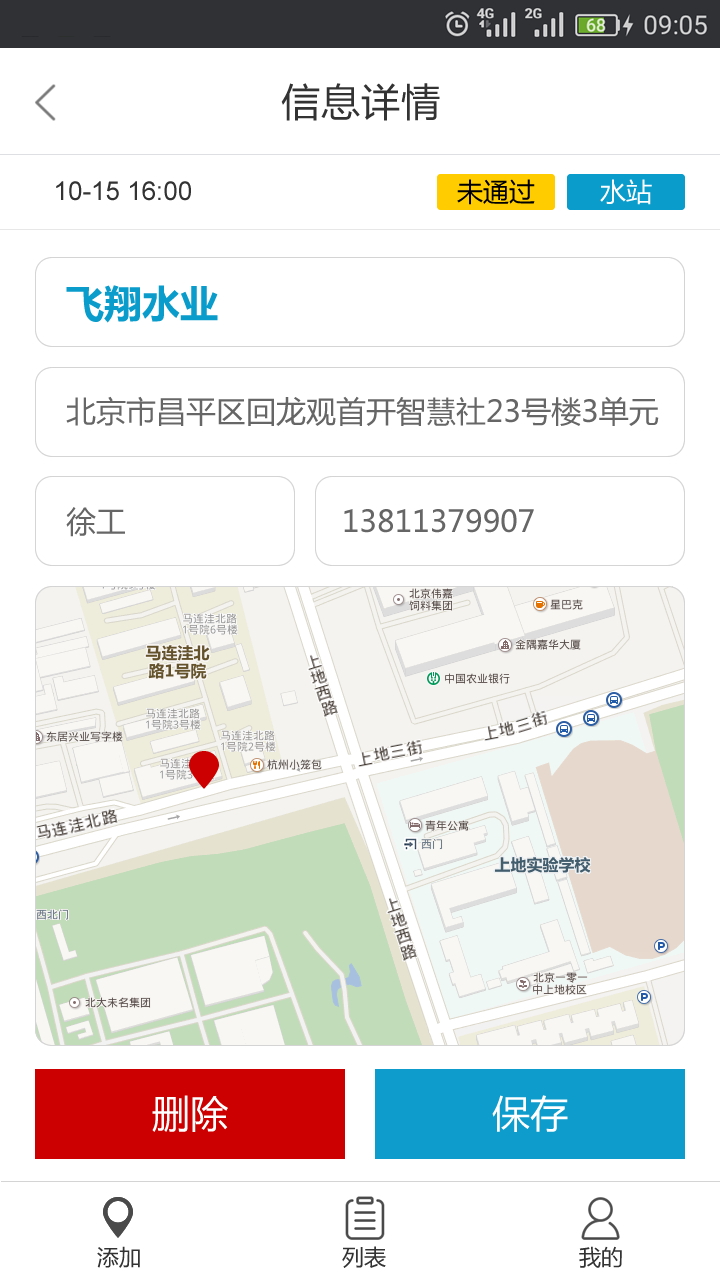 4G 2G 68 09:05
信息详情
10-15 16:00 未通过 水站
飞翔水业
北京市昌平区回龙观首开智慧社23号楼3单元
徐工 13811379907
北京伟嘉
饲料集团
星巴克
马连洼北路
1号院6号楼
金隅嘉华大厦
马连洼北
路1号院
上地西路
中国农业银行
马连洼北路
1号院3号楼
上地三街
东居兴业写字楼
马连洼北路
1号院2号楼
上地三街
杭州小笼包
马连洼北路
青年公寓
西门
上地实验学校
西北门
上地西路
P
北京一零一
中上地校区
P
北大未名集团
删除 保存
添加 列表 我的